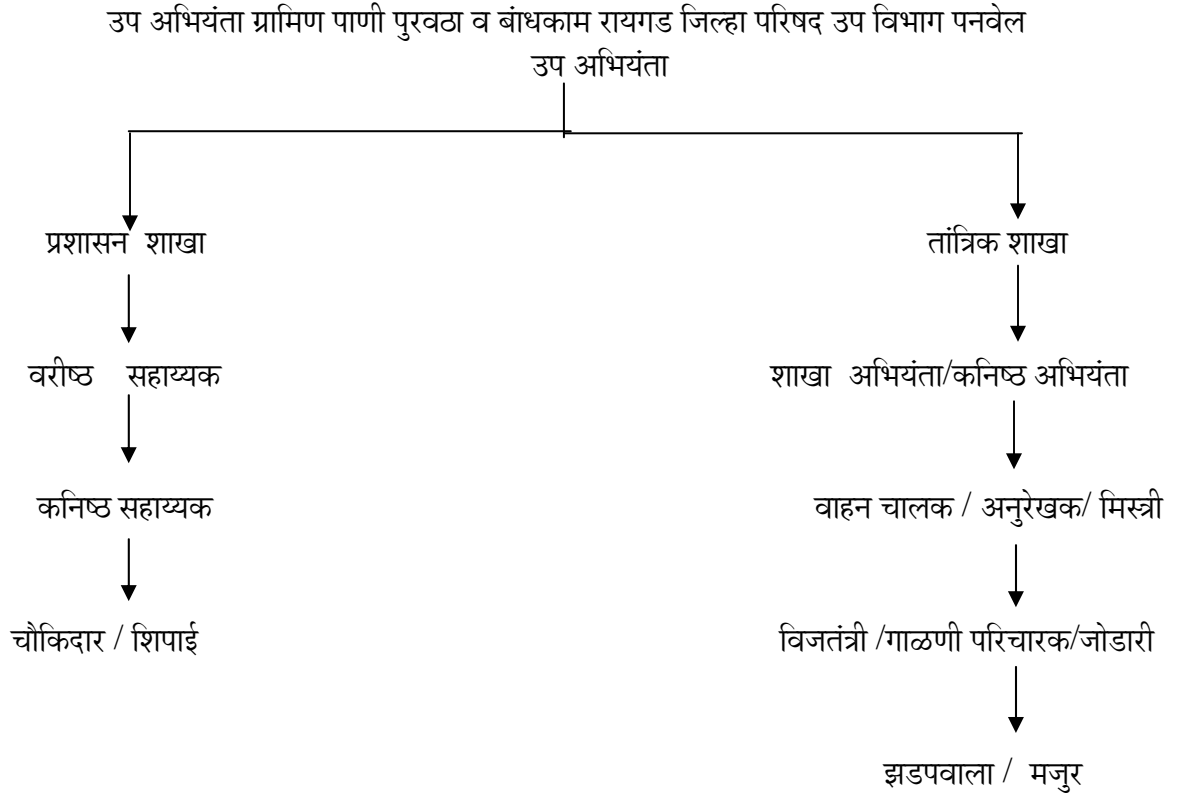 उप अभियंता ग्रामिण पाणी पुरवठा व बांधकाम रायगड जिल्हा परिषद उप विभाग पनवेल
उप अभियंता
प्रशासन शाखा
तांत्रिक शाखा
वरीष्ठ सहाय्यक
शाखा अभियंता/कनिष्ठ अभियंता
कनिष्ठ सहाय्यक
वाहन चालक / अनुरेखक/ मिस्त्री
चौकिदार / शिपाई
विजतंत्री /गाळणी परिचारक/जोडारी
झडपवाला / मजुर